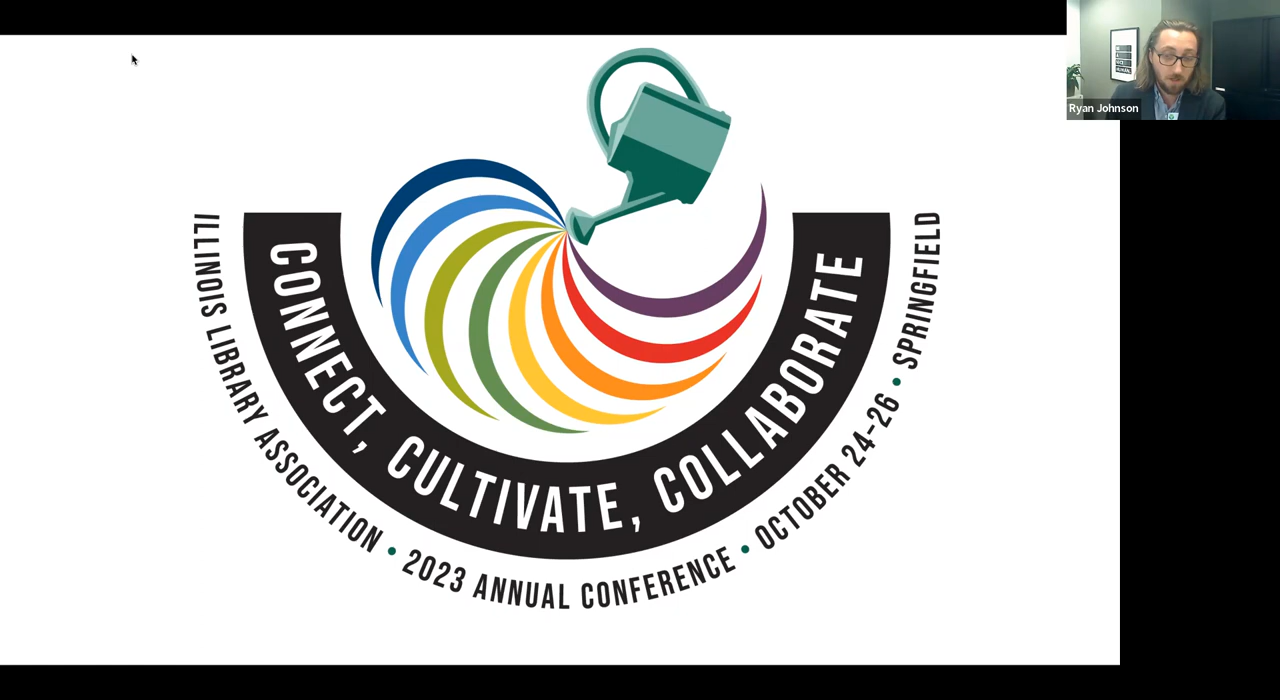 CONNECT, CULTIVATE, COLLABORATE
ILLINOIS LIBRARY ASSOCIATION • 2023 ANNUAL CONFERENCE • OCTOBER 24-26 • SPRINGFIELD
Ryan Johnson